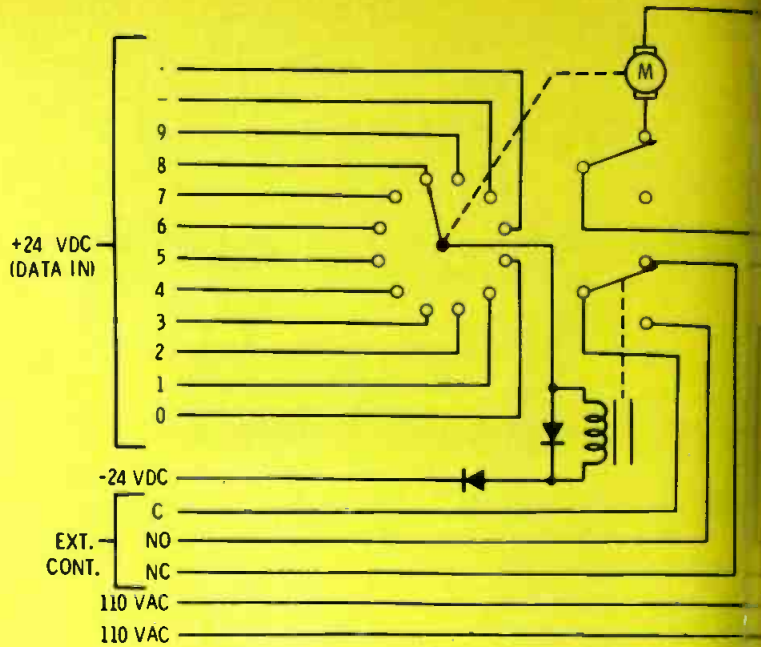 .
-
9
8
7
6
5
4
3
2
1
0
+24 VDC
(DATA IN)
M
-24 VDC
C
NO
NC
EXT.
CONT.
110 VAC
110 VAC